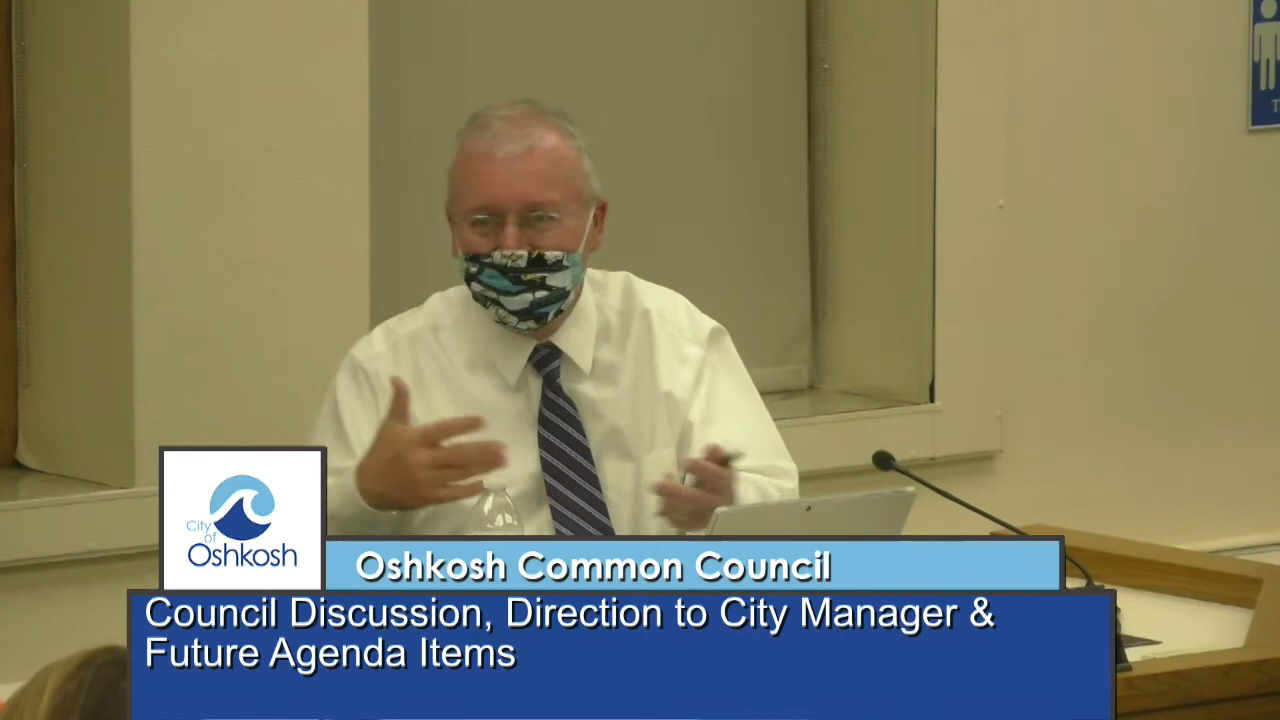 City
of
Oshkosh
Oshkosh Common Council
Council Discussion, Direction to City Manager &
Future Agenda Items